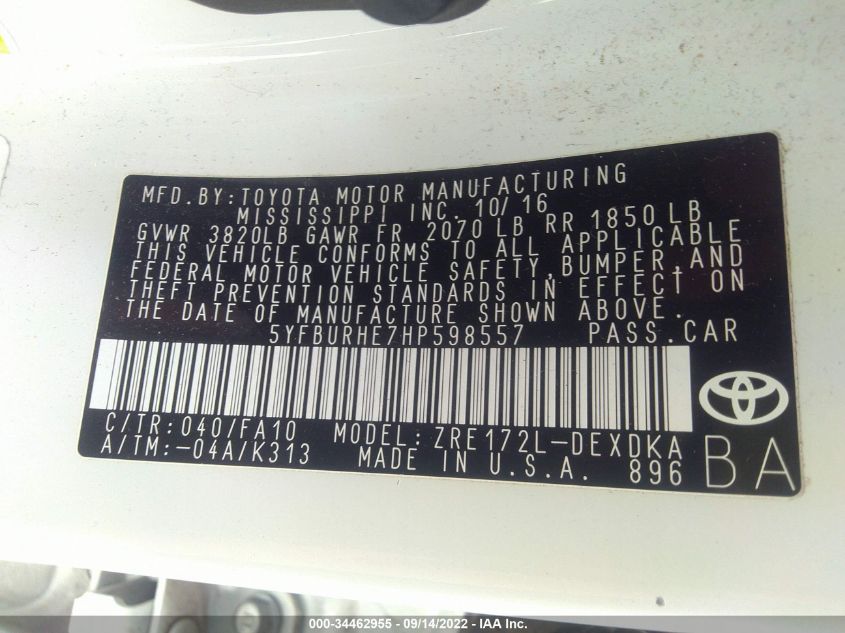 MFD.BY:TOYOTA MOTOR MANUFACTURING
MISSISSIPPI INC. 10/16
GVWR 3820LB GAWR FR 2070 LB RR 1850 LB
THIS VEHICLE CONFORMS TO ALL APPLICABLE
FEDERAL MOTOR VEHICLE SAFETY, BUMPER, AND
THEFT PREVENTION STANDARDS IN EFFECT ON
THE DATE OF MANUFACTURE SHOWN ABOVE.
5YFBURHE7HP598557 PASS.CAR
C/TR:040/FA10 MODEL:ZRE172L-DEXDKA
A/TM:-04A/K313 MADE IN U.S.A. 896
BA
000-34462955 - 09/14/2022 - IAA Inc.